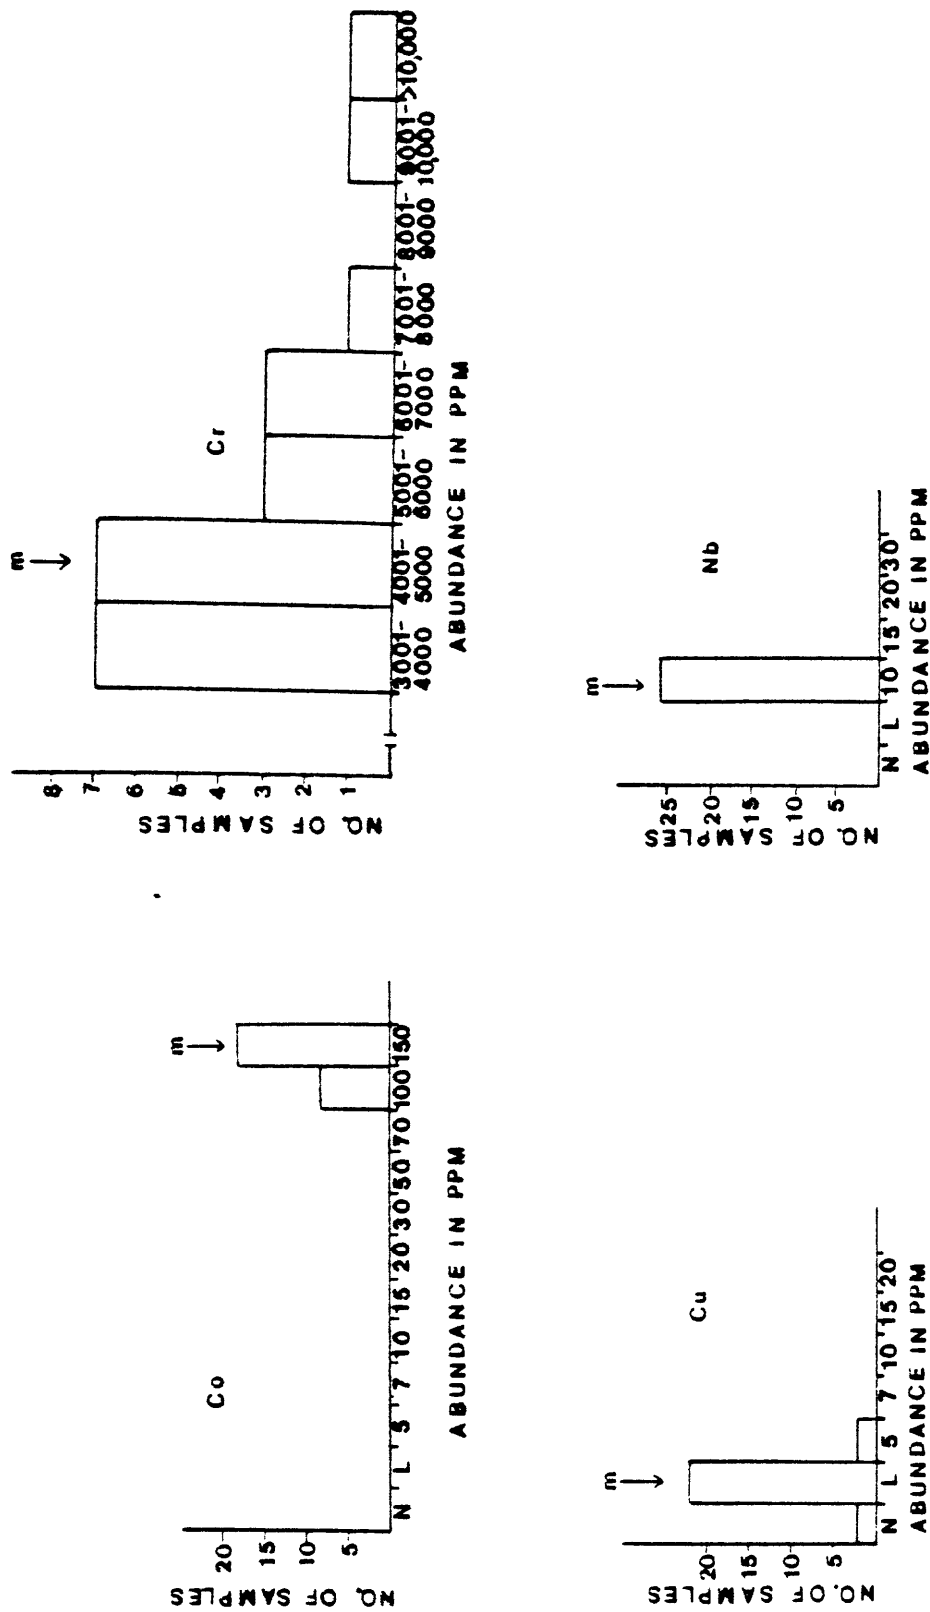 NO. OF SAMPLES
20
15
10
5
Co
m
N L 5 7 10 15 20 30 50 70 100 150
ABUNDANCE IN PPM
NO. OF SAMPLES
8
7
6
5
4
3
2
1
m
Cr
3001- 4001- 5001- 6001- 7001- 8001- 9001- >10,000
4000 5000 6000 7000 8000 9000 10,000
ABUNDANCE IN PPM
NO. OF SAMPLES
20
15
10
5
m
Cu
N L 5 7 10 15 20
ABUNDANCE IN PPM
NO. OF SAMPLES
25
20
15
10
5
m
Nb
N L 10 15 20 30
ABUNDANCE IN PPM